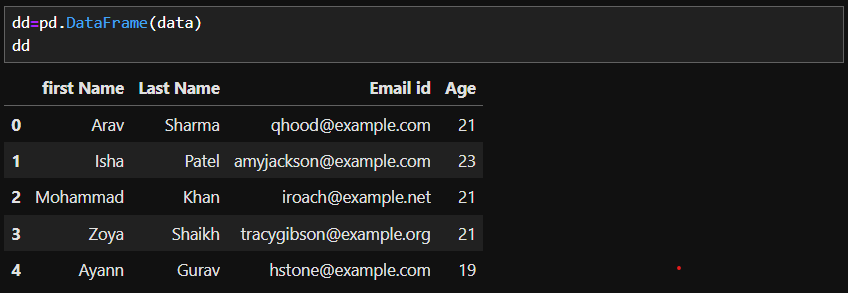 dd=pd.DataFrame(data)
dd
first Name Last Name Email id Age
0 Arav Sharma qhood@example.com 21
1 Isha Patel amyjackson@example.com 23
2 Mohammad Khan iroach@example.net 21
3 Zoya Shaikh tracygibson@example.org 21
4 Ayann Gurav hstone@example.com 19